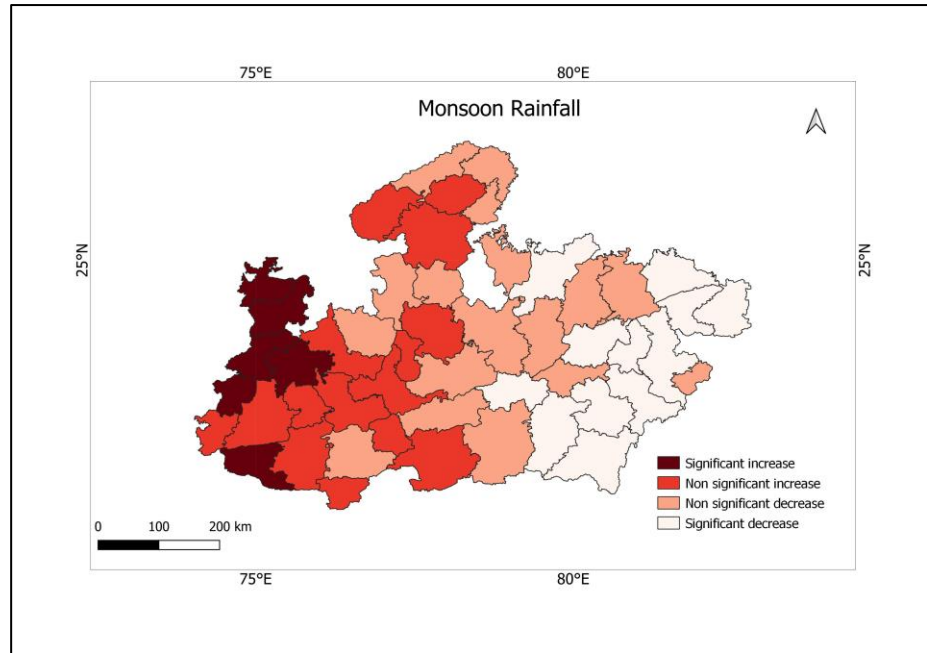 75°E 80°E
Monsoon Rainfall
25°N 25°N
Significant increase
Non significant increase
Non significant decrease
Significant decrease
0 100 200 km
75°E 80°E